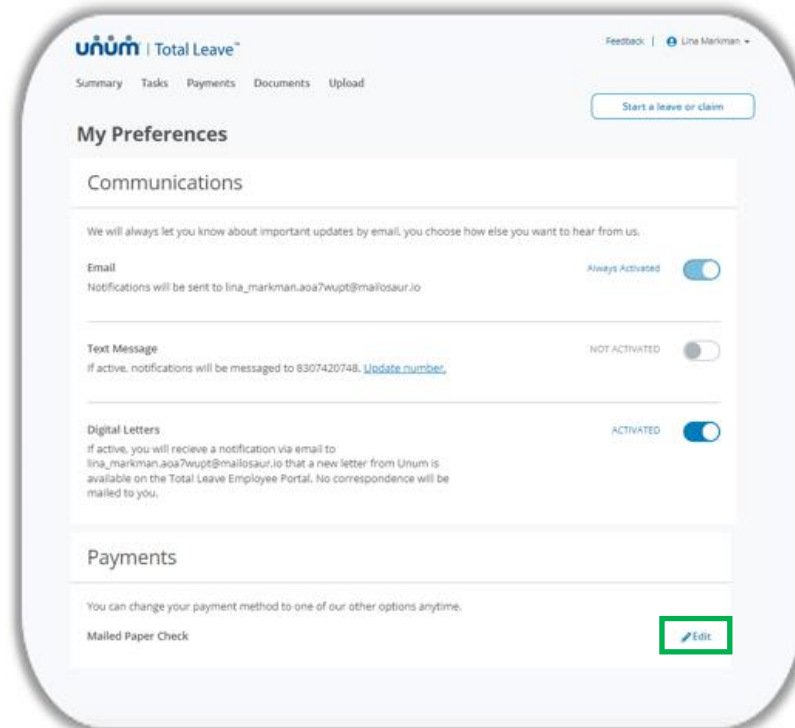 unum | Total Leave™
Feedback | Lina Markman
Summary Tasks Payments Documents Upload
Start a leave or claim
My Preferences
Communications
We will always let you know about important updates by email, you choose how else you want to hear from us.
Email
Always Activated
Notifications will be sent to lina_markman.aoa7wupt@mailosaur.io
Text Message
NOT ACTIVATED
If active, notifications will be messaged to 8307420748. Update number.
Digital Letters
ACTIVATED
If active, you will recieve a notification via email to
lina_markman.aoa7wupt@mailosaur.io that a new letter from Unum is
available on the Total Leave Employee Portal. No correspondence will be
mailed to you.
Payments
You can change your payment method to one of our other options anytime.
Mailed Paper Check
Edit